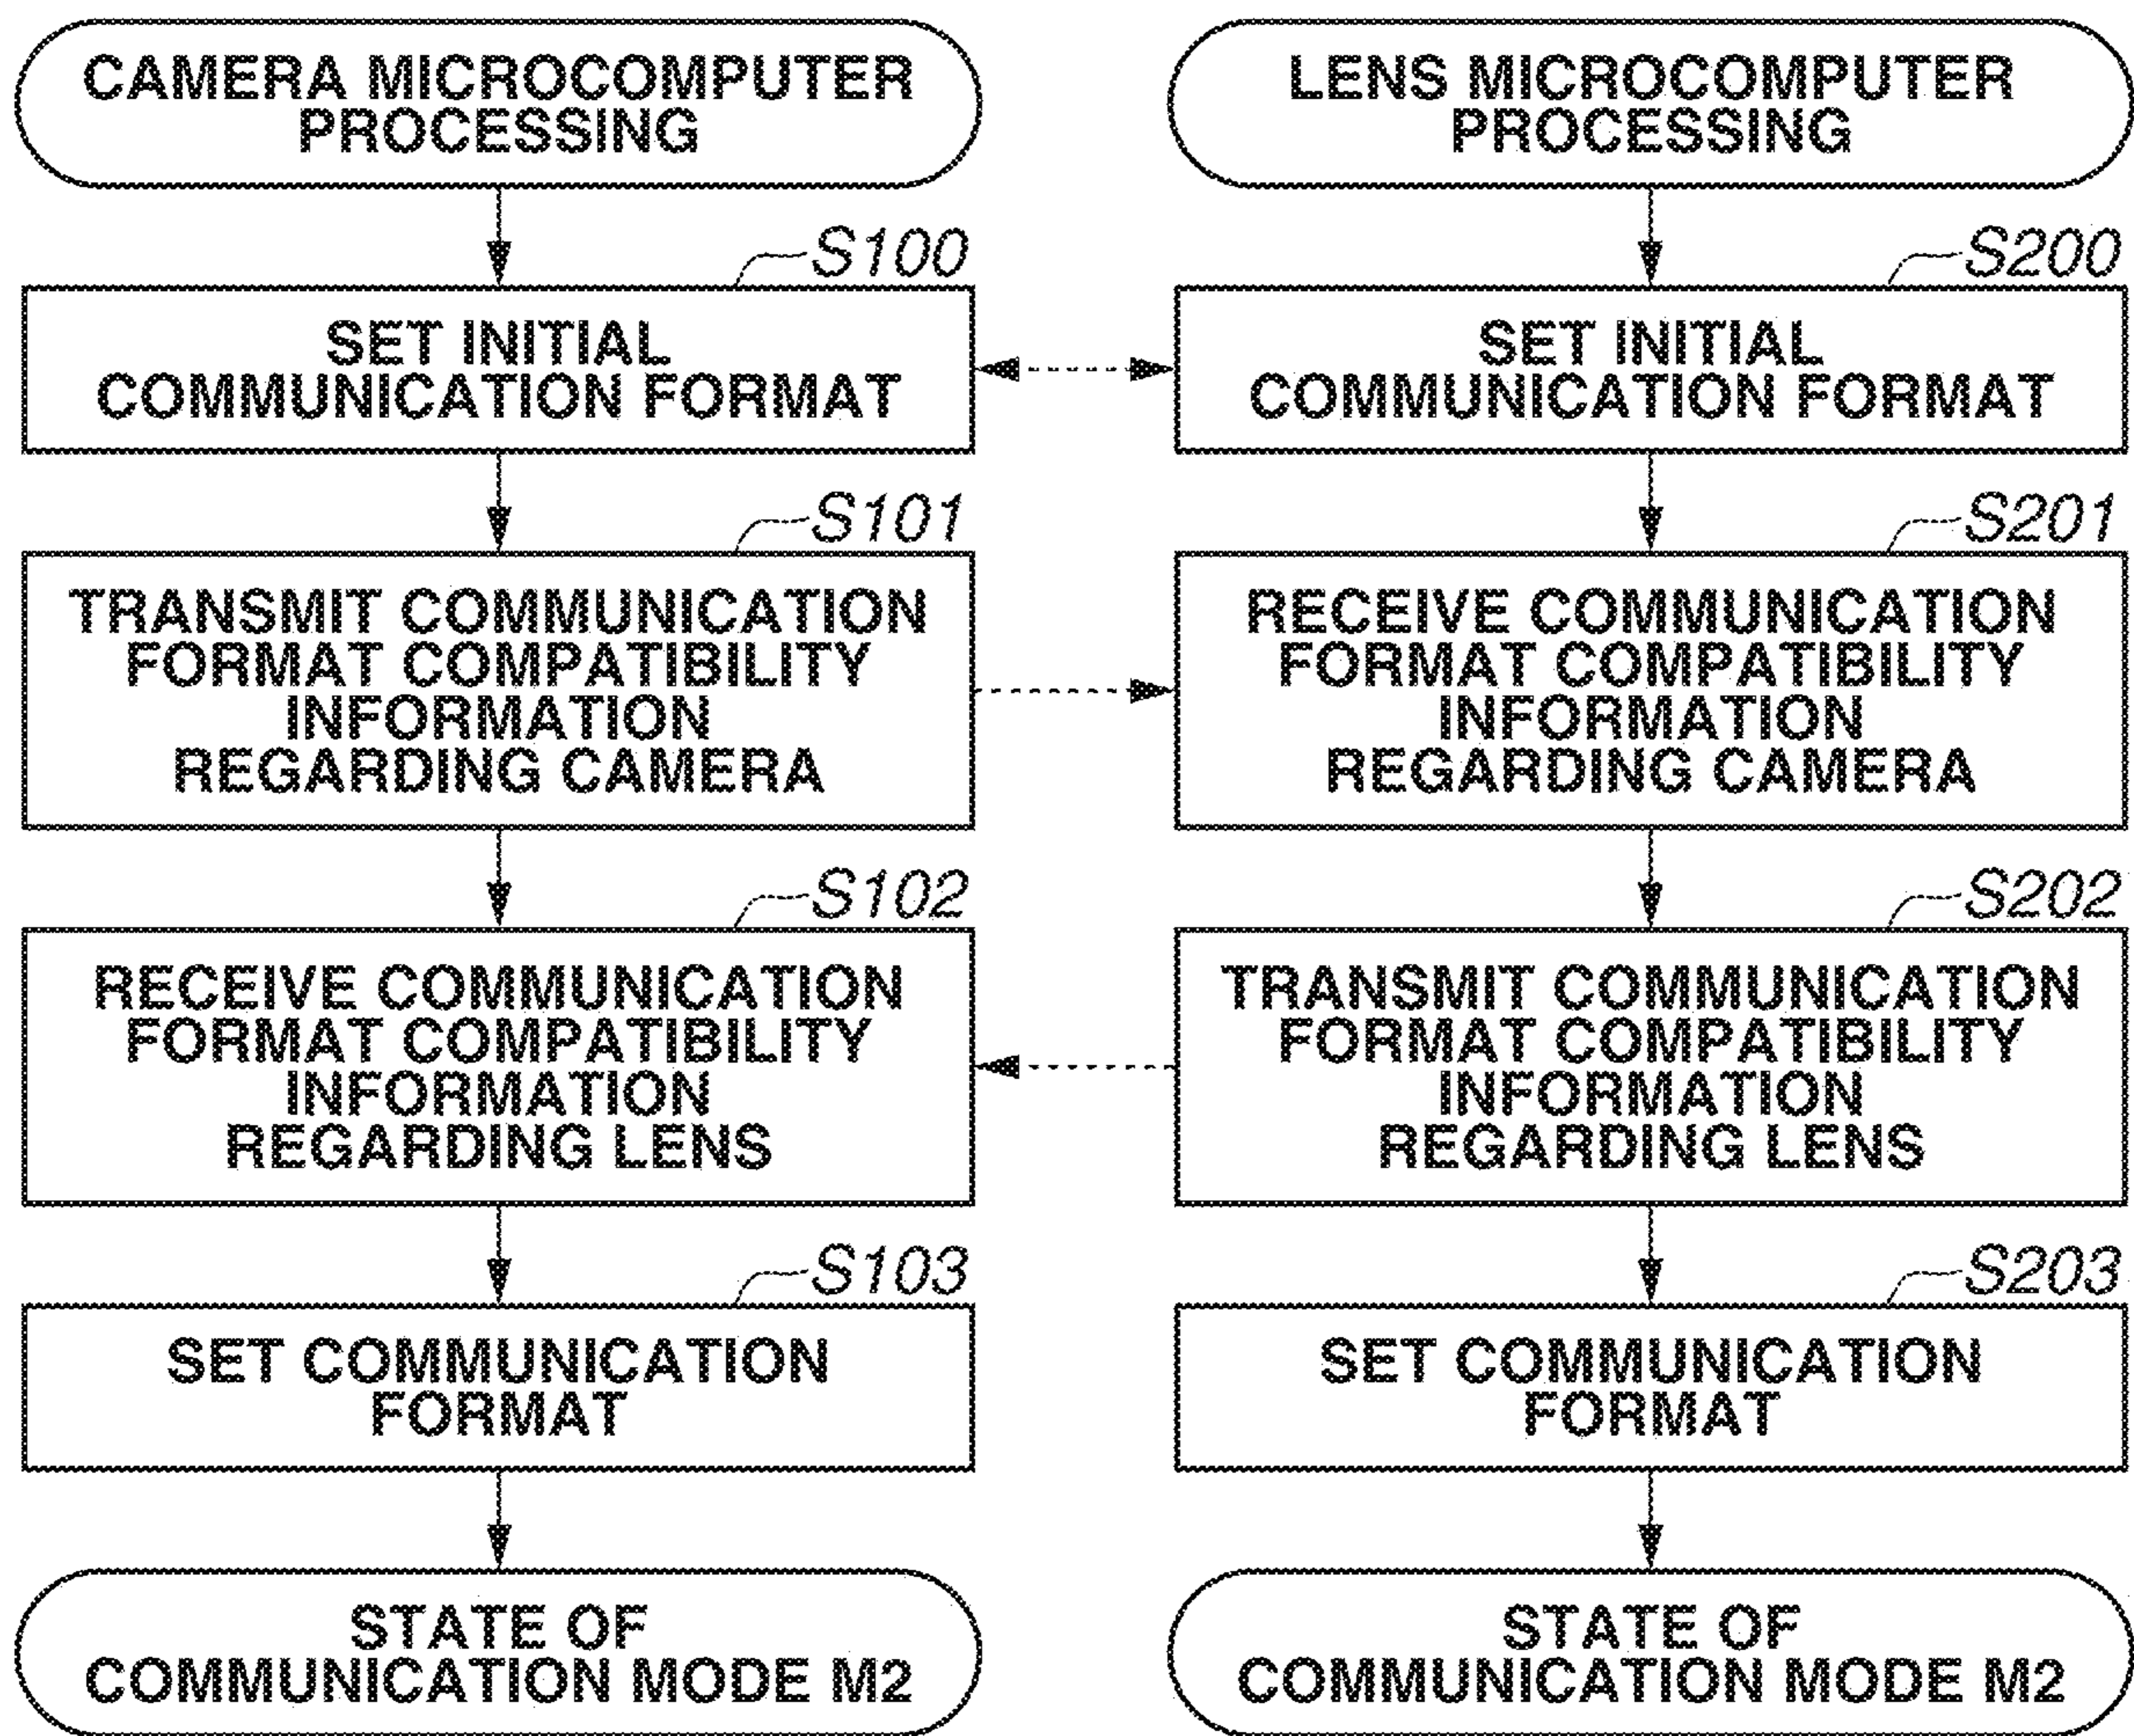 CAMERA MICROCOMPUTER
PROCESSING
S100
SET INITIAL
COMMUNICATION FORMAT
S101
TRANSMIT COMMUNICATION
FORMAT COMPATIBILITY
INFORMATION
REGARDING CAMERA
S102
RECEIVE COMMUNICATION
FORMAT COMPATIBILITY
INFORMATION
REGARDING LENS
S103
SET COMMUNICATION
FORMAT
STATE OF
COMMUNICATION MODE M2
LENS MICROCOMPUTER
PROCESSING
S200
SET INITIAL
COMMUNICATION FORMAT
S201
RECEIVE COMMUNICATION
FORMAT COMPATIBILITY
INFORMATION
REGARDING CAMERA
S202
TRANSMIT COMMUNICATION
FORMAT COMPATIBILITY
INFORMATION
REGARDING LENS
S203
SET COMMUNICATION
FORMAT
STATE OF
COMMUNICATION MODE M2